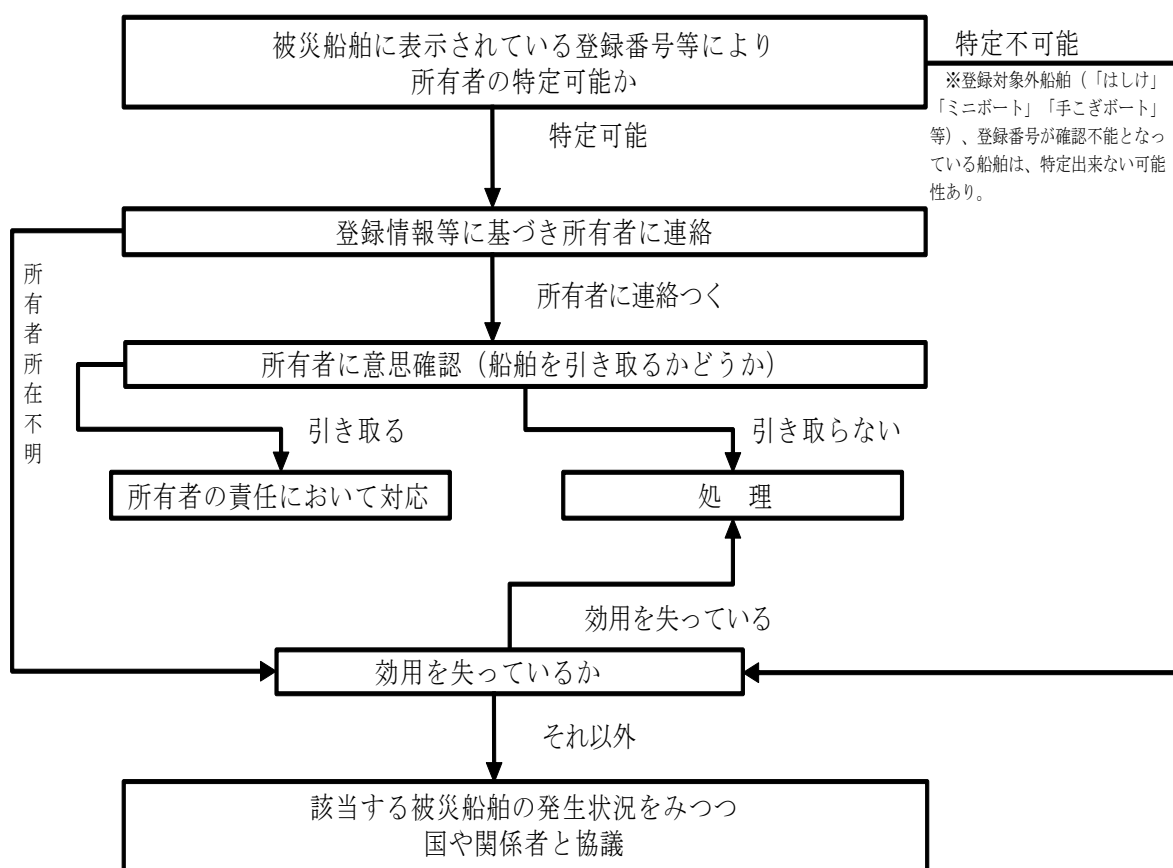 被災船舶に表示されている登録番号等により
所有者の特定可能か
特定不可能
※登録対象外船舶（「はしけ」
「ミニボート」「手こぎボート」
等）、登録番号が確認不能となっ
ている船舶は、特定出来ない可能
性あり。
特定可能
登録情報等に基づき所有者に連絡
所有者所在不明
所有者に連絡つく
所有者に意思確認（船舶を引き取るかどうか）
引き取る
引き取らない
所有者の責任において対応
処　理
効用を失っている
効用を失っているか
それ以外
該当する被災船舶の発生状況をみつつ
国や関係者と協議